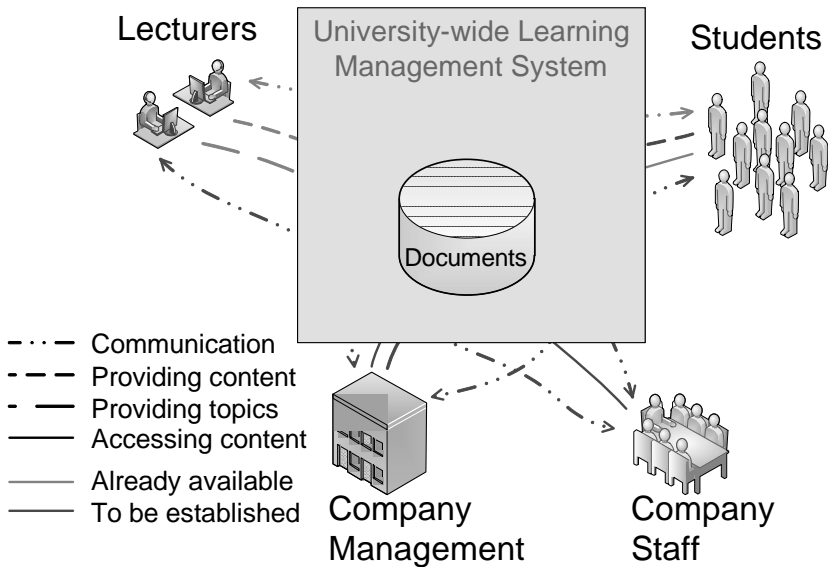 Lecturers
University-wide Learning
Management System
Students
Documents
Communication
Providing content
Providing topics
Accessing content
Already available
To be established
Company
Management
Company
Staff